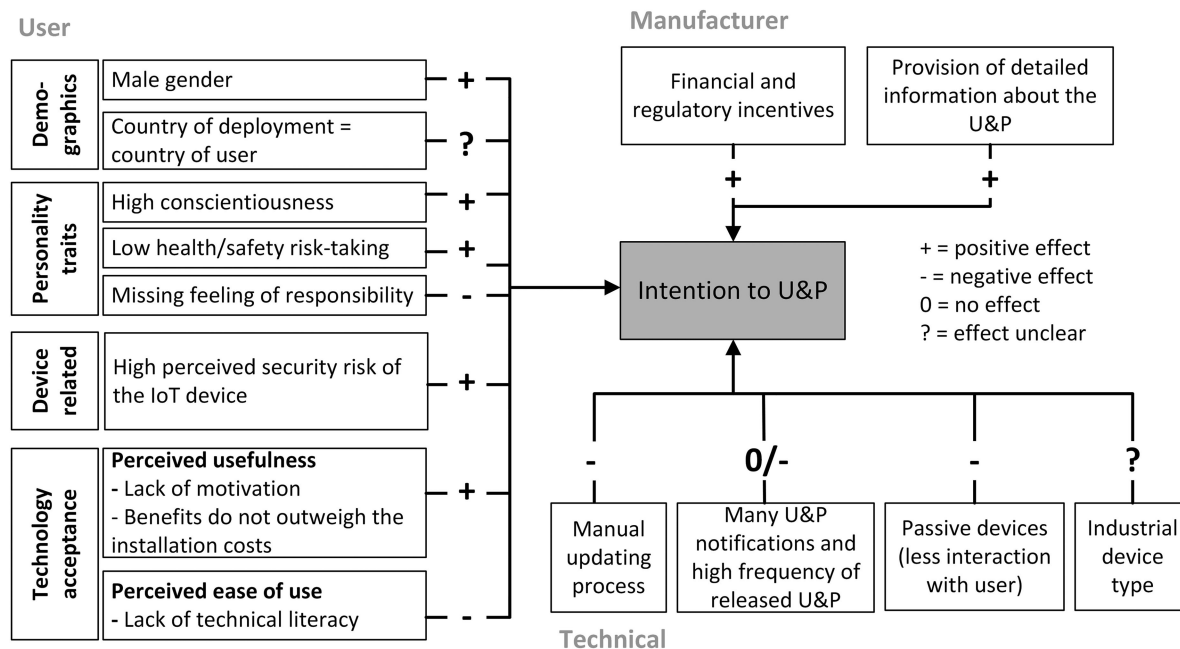 User
Demo-
graphics
Male gender
+
Country of deployment =
country of user
?
Personality
traits
High conscientiousness
+
Low health/safety risk-taking
+
Missing feeling of responsibility
-
Device
related
High perceived security risk of
the IoT device
+
Technology
acceptance
Perceived usefulness
- Lack of motivation
- Benefits do not outweigh the
installation costs
+
Perceived ease of use
- Lack of technical literacy
-
Manufacturer
Financial and
regulatory incentives
+
Provision of detailed
information about the
U&P
+
Intention to U&P
+ = positive effect
- = negative effect
0 = no effect
? = effect unclear
-
Manual
updating
process
0/-
Many U&P
notifications and
high frequency of
released U&P
-
Passive devices
(less interaction
with user)
?
Industrial
device
type
Technical